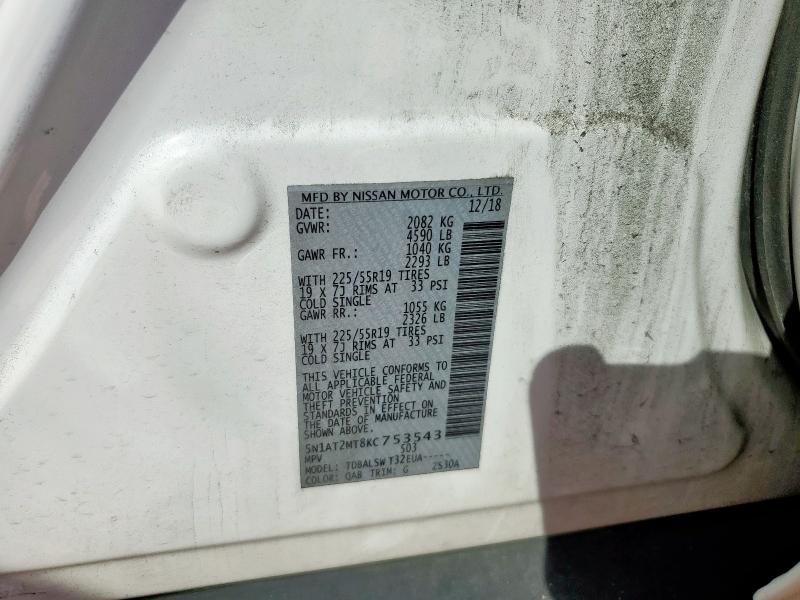 MFD BY NISSAN MOTOR CO., LTD.
DATE: 12/18
GVWR: 2082 KG
4590 LB
GAWR FR.: 1040 KG
2293 LB
WITH 225/55R19 TIRES
19 X 7J RIMS AT 33 PSI
COLD SINGLE
GAWR RR.: 1055 KG
2326 LB
WITH 225/55R19 TIRES
19 X 7J RIMS AT 33 PSI
COLD SINGLE
THIS VEHICLE CONFORMS TO
ALL APPLICABLE FEDERAL
MOTOR VEHICLE SAFETY AND
THEFT PREVENTION
STANDARDS IN EFFECT ON
THE DATE OF MANUFACTURE
SHOWN ABOVE.
5N1AT2MT8KC753543
MPV 503
MODEL: TDBALSW T32EUA-----
COLOR: QAB TRIM: G ZS30A